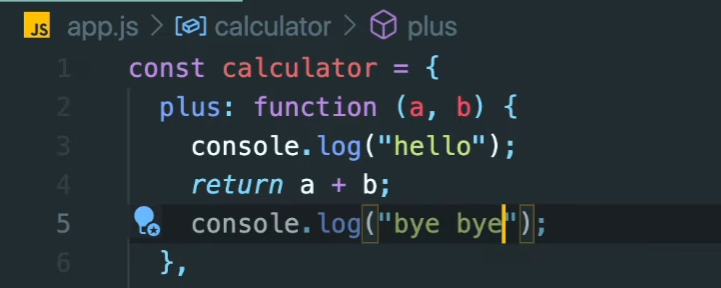 JS app.js > calculator > plus
1 const calculator = {
2 plus: function (a, b) {
3 console.log("hello");
4 return a + b;
5 console.log("bye bye");
6 },